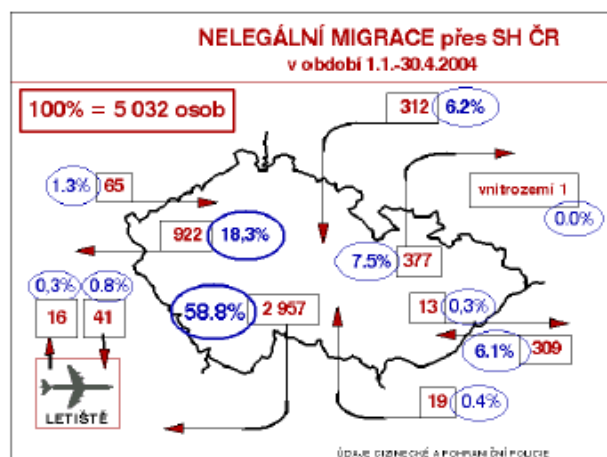 NELEGÁLNÍ MIGRACE přes SH ČR
v období 1.1.-30.4.2004
100% = 5 032 osob
312 6.2%
1.3% 65
vnitrozemí 1
0.0%
922 18,3%
7.5% 377
0,3% 0.8%
16 41
58.8% 2 957
13 0,3%
6.1% 309
LETIŠTĚ
19 0.4%
ÚDAJE CIZINECKÉ A POHRANIČNÍ POLICIE